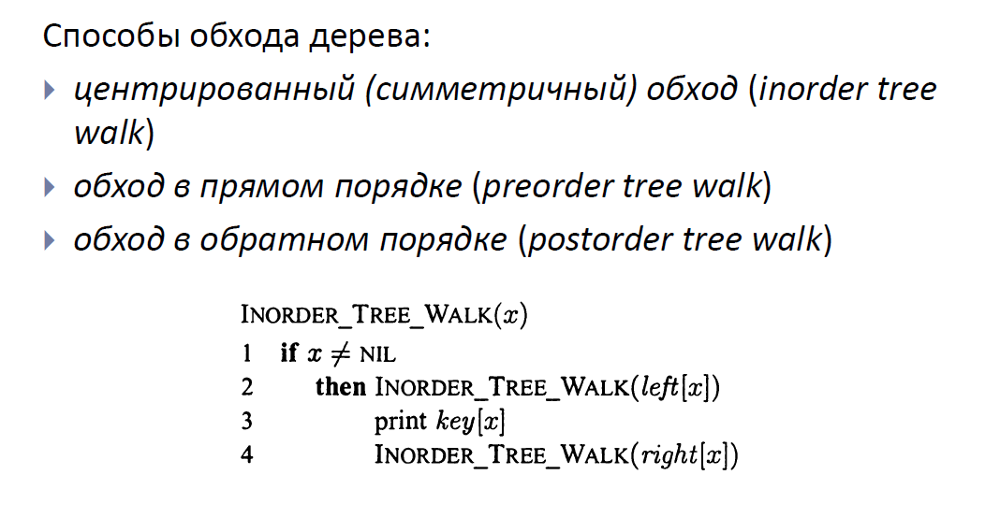 Способы обхода дерева:
центрированный (симметричный) обход (inorder tree
walk)
обход в прямом порядке (preorder tree walk)
обход в обратном порядке (postorder tree walk)
INORDER_TREE_WALK(x)
1 if x ≠ NIL
2 then INORDER_TREE_WALK(left[x])
3 print key[x]
4 INORDER_TREE_WALK(right[x])